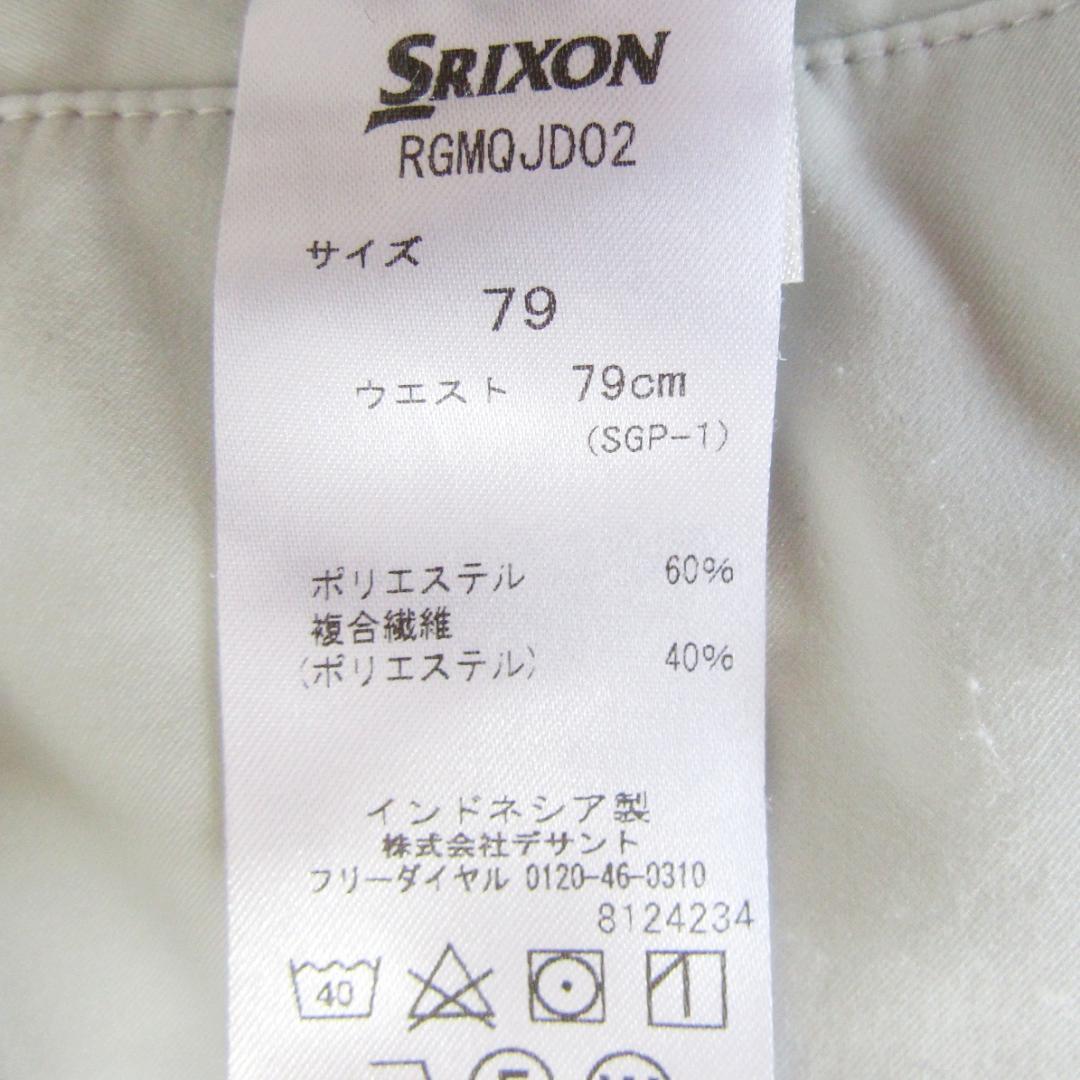 SRIXON
RGMQJD02
サイズ
79
ウエスト 79cm
(SGP-1)
ポリエステル 60%
複合繊維
(ポリエステル) 40%
インドネシア製
株式会社デサント
フリーダイヤル 0120-46-0310
8124234
40